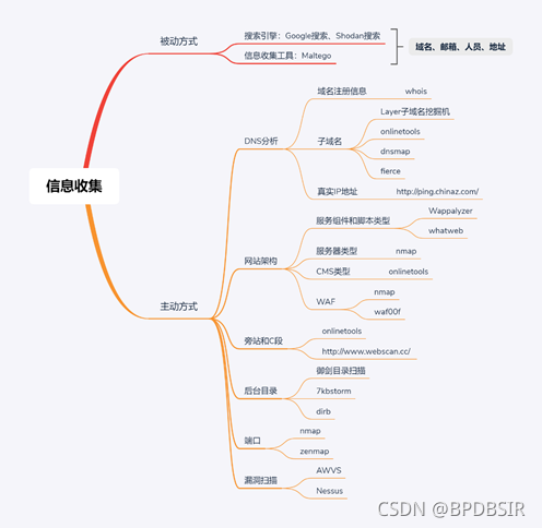 信息收集
被动方式
搜索引擎：Google搜索、Shodan搜索
信息收集工具：Maltego
域名、邮箱、人员、地址
主动方式
DNS分析
域名注册信息
whois
子域名
Layer子域名挖掘机
onlinetools
dnsmap
fierce
真实IP地址
http://ping.chinaz.com/
网站架构
服务组件和脚本类型
Wappalyzer
whatweb
服务器类型
nmap
CMS类型
onlinetools
WAF
nmap
waf00f
旁站和C段
onlinetools
http://www.webscan.cc/
后台目录
御剑目录扫描
7kbstorm
dirb
端口
nmap
zenmap
漏洞扫描
AWVS
Nessus
CSDN @BPDBSIR